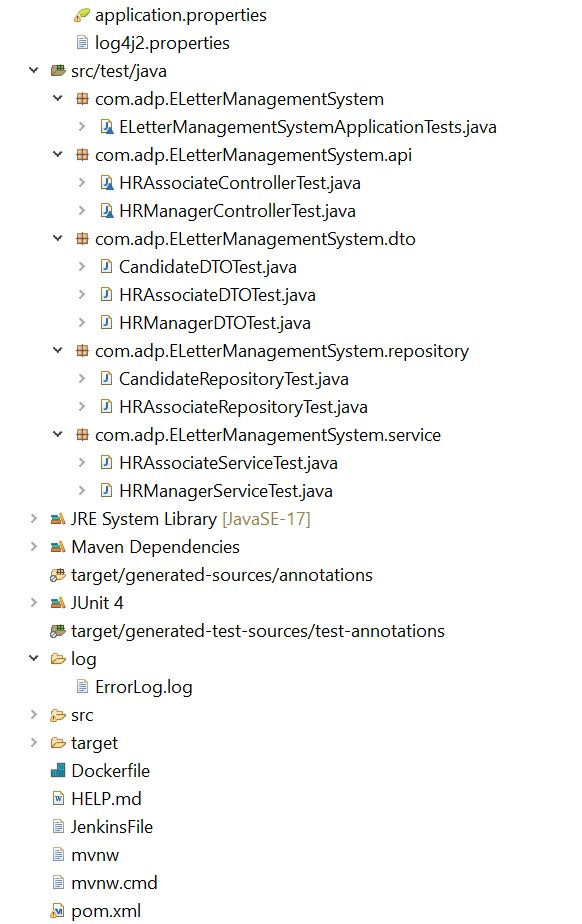 application.properties
log4j2.properties
src/test/java
com.adp.ELetterManagementSystem
ELetterManagementSystemApplicationTests.java
com.adp.ELetterManagementSystem.api
HRAssociateControllerTest.java
HRManagerControllerTest.java
com.adp.ELetterManagementSystem.dto
CandidateDTOTest.java
HRAssociateDTOTest.java
HRManagerDTOTest.java
com.adp.ELetterManagementSystem.repository
CandidateRepositoryTest.java
HRAssociateRepositoryTest.java
com.adp.ELetterManagementSystem.service
HRAssociateServiceTest.java
HRManagerServiceTest.java
JRE System Library [JavaSE-17]
Maven Dependencies
target/generated-sources/annotations
JUnit 4
target/generated-test-sources/test-annotations
log
ErrorLog.log
src
target
Dockerfile
HELP.md
JenkinsFile
mvnw
mvnw.cmd
pom.xml